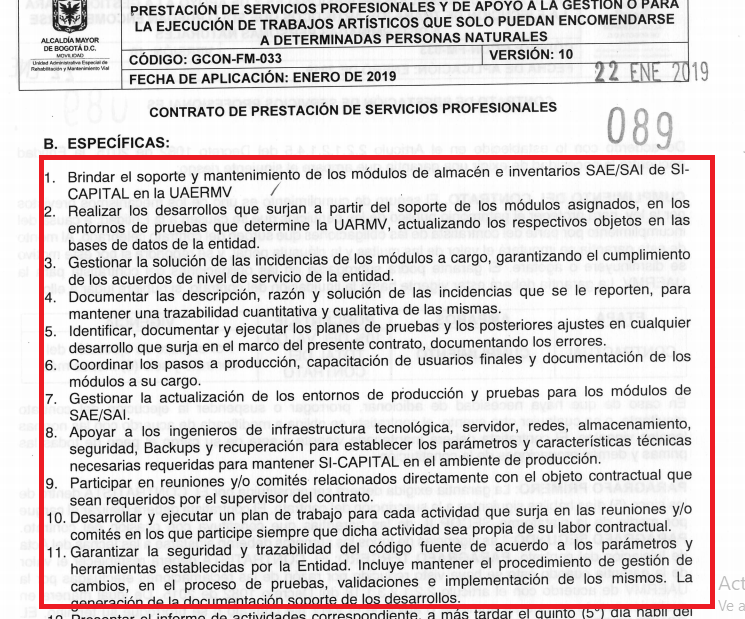 PRESTACIÓN DE SERVICIOS PROFESIONALES Y DE APOYO A LA GESTIÓN O PARA
LA EJECUCIÓN DE TRABAJOS ARTÍSTICOS QUE SOLO PUEDAN ENCOMENDARSE
A DETERMINADAS PERSONAS NATURALES
ALCALDÍA MAYOR
DE BOGOTÁ D.C.
MOVILIDAD
Unidad Administrativa Especial de
Rehabilitación y Mantenimiento Vial
CÓDIGO: GCON-FM-033
VERSIÓN: 10
FECHA DE APLICACIÓN: ENERO DE 2019
22 ENE 2019
CONTRATO DE PRESTACIÓN DE SERVICIOS PROFESIONALES
089
B. ESPECÍFICAS:
1. Brindar el soporte y mantenimiento de los módulos de almacén e inventarios SAE/SAI de SI-
CAPITAL en la UAERMV
2. Realizar los desarrollos que surjan a partir del soporte de los módulos asignados, en los
entornos de pruebas que determine la UARMV, actualizando los respectivos objetos en las
bases de datos de la entidad.
3. Gestionar la solución de las incidencias de los módulos a cargo, garantizando el cumplimiento
de los acuerdos de nivel de servicio de la entidad.
4. Documentar las descripción, razón y solución de las incidencias que se le reporten, para
mantener una trazabilidad cuantitativa y cualitativa de las mismas.
5. Identificar, documentar y ejecutar los planes de pruebas y los posteriores ajustes en cualquier
desarrollo que surja en el marco del presente contrato, documentando los errores.
6. Coordinar los pasos a producción, capacitación de usuarios finales y documentación de los
módulos a su cargo.
7. Gestionar la actualización de los entornos de producción y pruebas para los módulos de
SAE/SAI.
8. Apoyar a los ingenieros de infraestructura tecnológica, servidor, redes, almacenamiento,
seguridad, Backups y recuperación para establecer los parámetros y características técnicas
necesarias requeridas para mantener SI-CAPITAL en el ambiente de producción.
9. Participar en reuniones y/o comités relacionados directamente con el objeto contractual que
sean requeridos por el supervisor del contrato.
10. Desarrollar y ejecutar un plan de trabajo para cada actividad que surja en las reuniones y/o
comités en los que participe siempre que dicha actividad sea propia de su labor contractual.
11. Garantizar la seguridad y trazabilidad del código fuente de acuerdo a los parámetros y
herramientas establecidas por la Entidad. Incluye mantener el procedimiento de gestión de
cambios, en el proceso de pruebas, validaciones e implementación de los mismos. La
generación de la documentación soporte de los desarrollos.
12. Presentar el informe de actividades correspondiente, a más tardar el quinto (5°) día hábil del
Act
Ve a